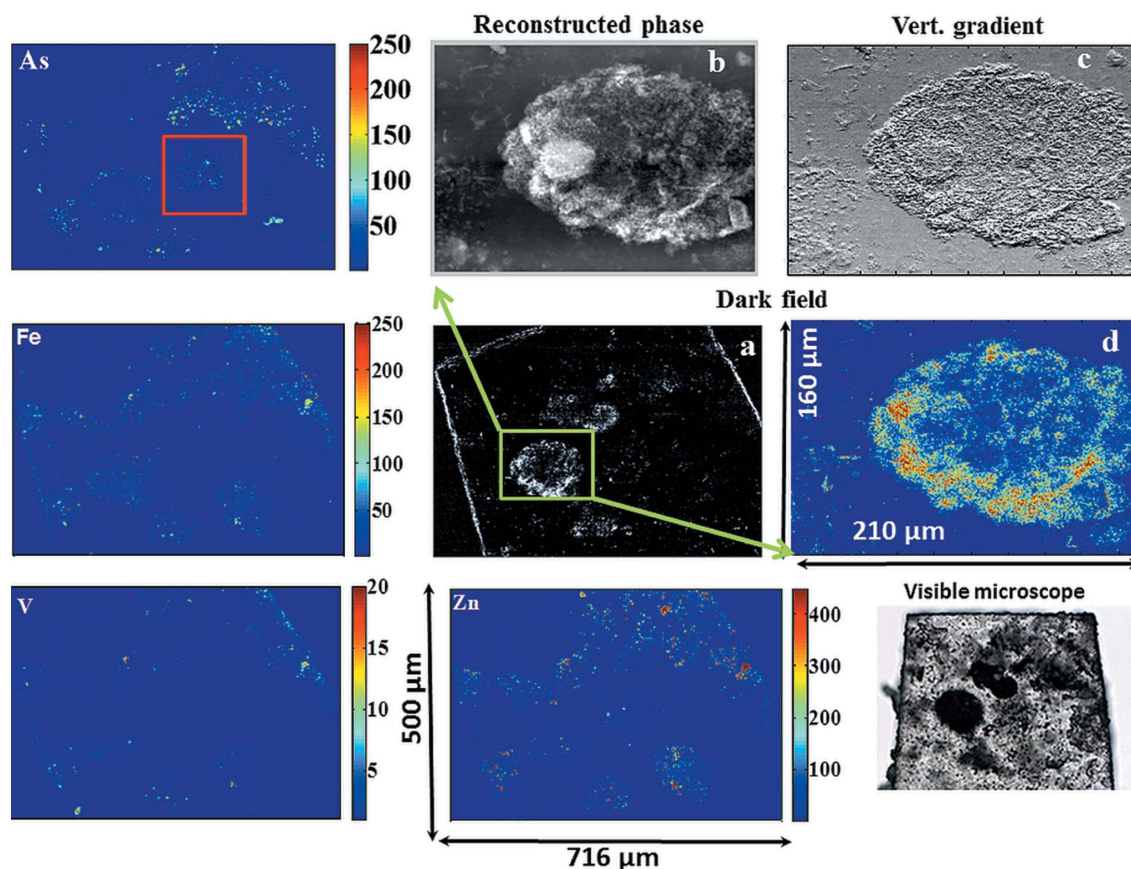 Reconstructed phase
Vert. gradient
As
250
200
150
100
50
b
c
Dark field
Fe
250
200
150
100
50
0
a
160 µm
d
210 µm
V
20
15
10
5
500 µm
Zn
400
300
200
100
716 µm
Visible microscope